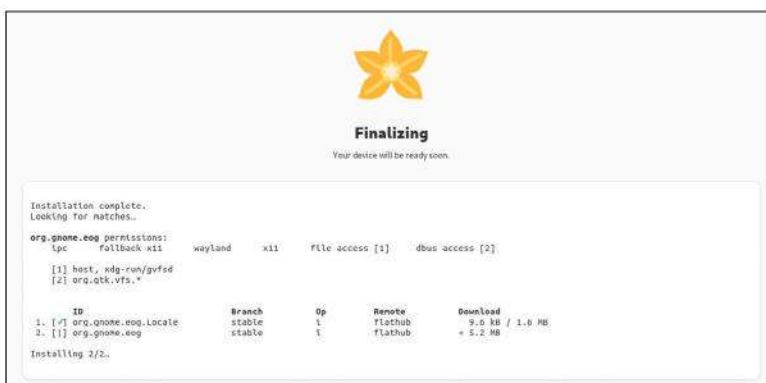 Finalizing
Your device will be ready soon.
Installation complete.
Looking for matches…
org.gnome.eog permissions:
ipc fallback-x11 wayland x11 file access [1] dbus access [2]
[1] host, xdg-run/gvfsd
[2] org.gtk.vfs.*
ID Branch Op Remote Download
1. [✓] org.gnome.eog.Locale stable i flathub 9.6 kB / 1.6 MB
2. [|] org.gnome.eog stable i flathub < 5.2 MB
Installing 2/2…